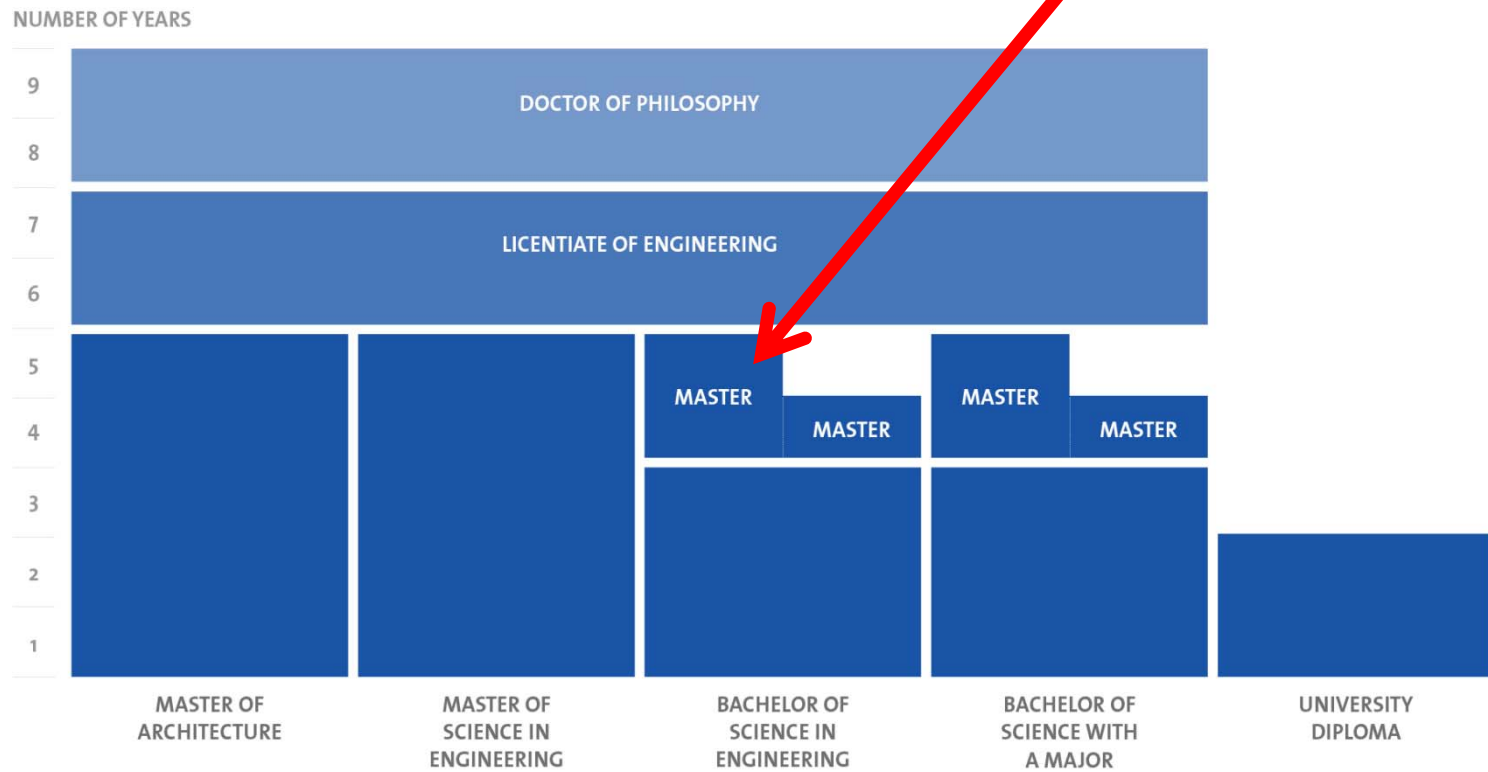 NUMBER OF YEARS
9
DOCTOR OF PHILOSOPHY
8
7
LICENTIATE OF ENGINEERING
6
5
MASTER
MASTER
4
MASTER
MASTER
3
2
1
MASTER OF
ARCHITECTURE
MASTER OF
SCIENCE IN
ENGINEERING
BACHELOR OF
SCIENCE IN
ENGINEERING
BACHELOR OF
SCIENCE WITH
A MAJOR
UNIVERSITY
DIPLOMA